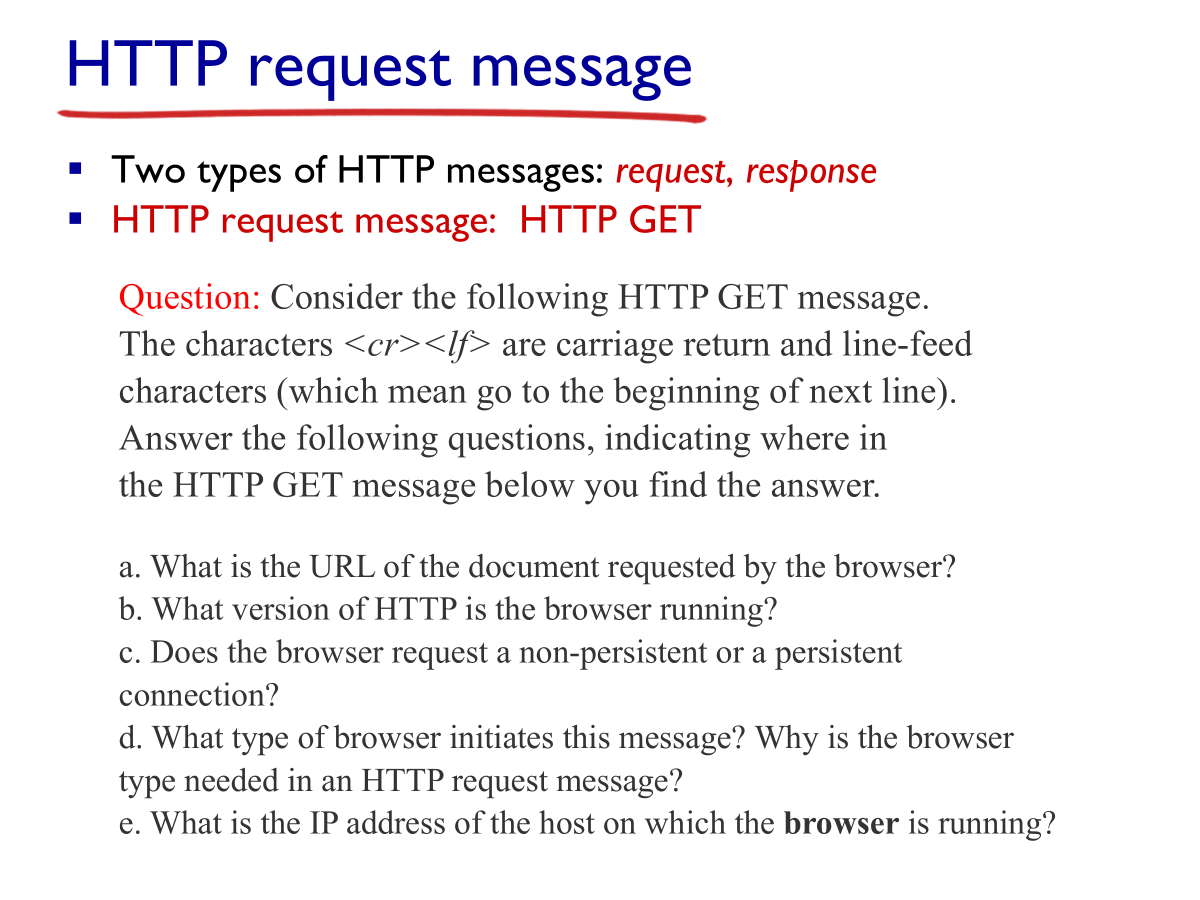 HTTP request message
▪ Two types of HTTP messages: request, response
▪ HTTP request message: HTTP GET
Question: Consider the following HTTP GET message.
The characters <cr><lf> are carriage return and line-feed
characters (which mean go to the beginning of next line).
Answer the following questions, indicating where in
the HTTP GET message below you find the answer.
a. What is the URL of the document requested by the browser?
b. What version of HTTP is the browser running?
c. Does the browser request a non-persistent or a persistent
connection?
d. What type of browser initiates this message? Why is the browser
type needed in an HTTP request message?
e. What is the IP address of the host on which the browser is running?